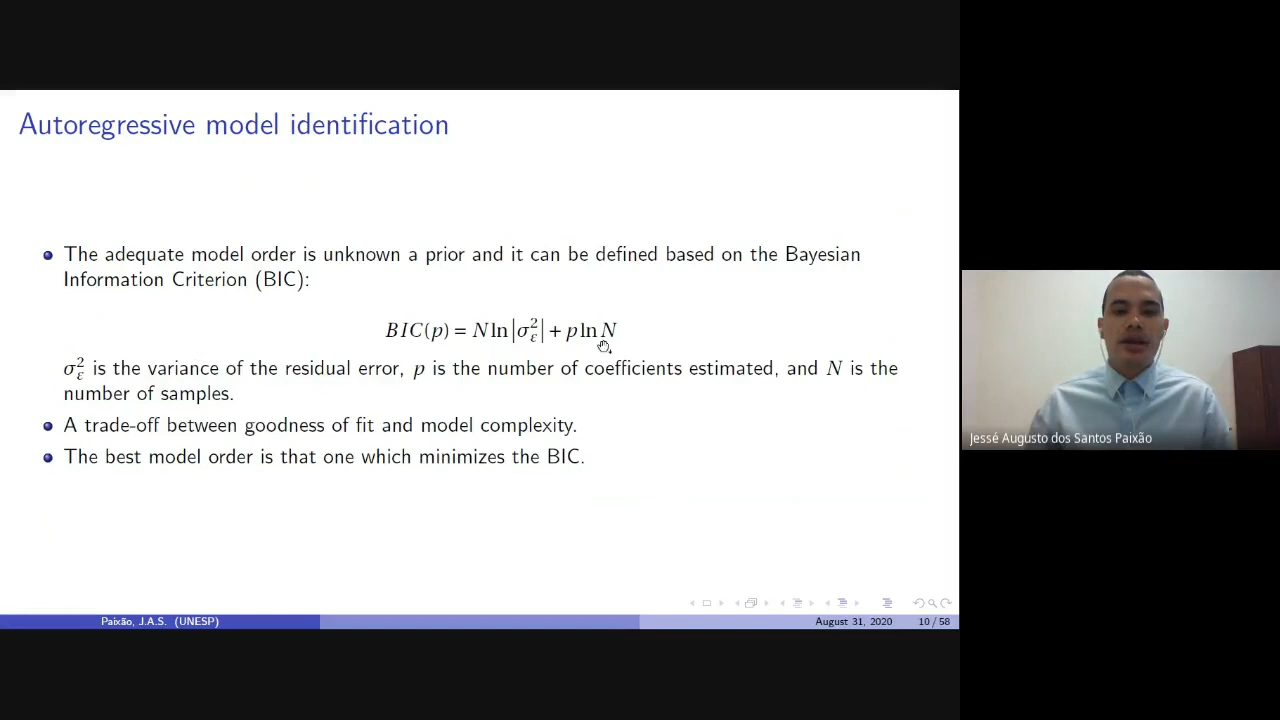 Autoregressive model identification
The adequate model order is unknown a prior and it can be defined based on the Bayesian
Information Criterion (BIC):
BIC(p) = N ln|σ²_ε| + p ln N
σ²_ε is the variance of the residual error, p is the number of coefficients estimated, and N is the
number of samples.
A trade-off between goodness of fit and model complexity.
The best model order is that one which minimizes the BIC.
Jessé Augusto dos Santos Paixão
Paixão, J.A.S. (UNESP)
August 31, 2020
10 / 58